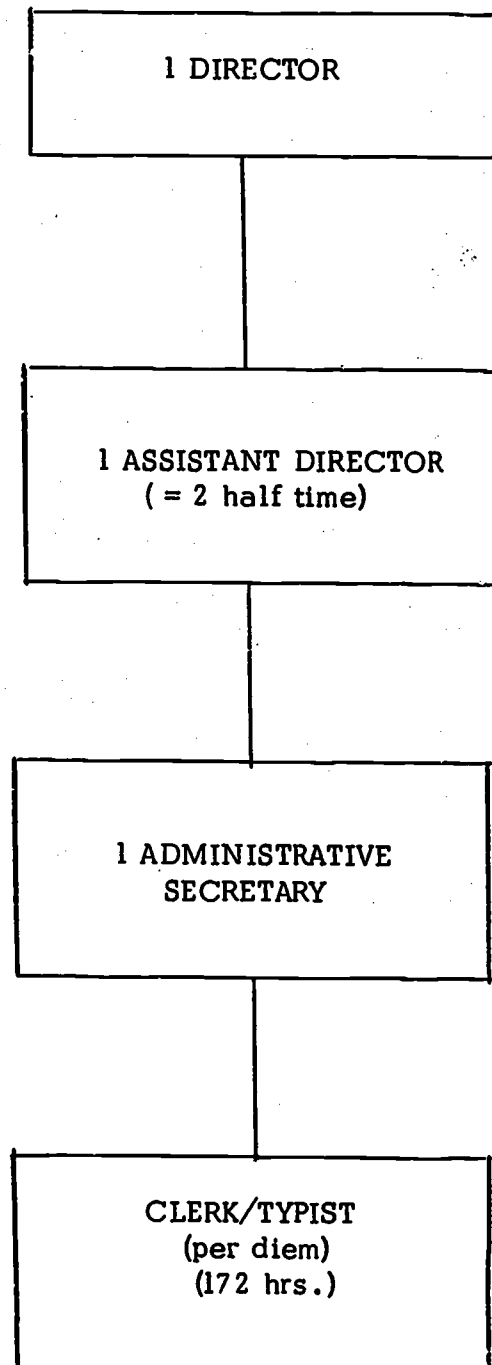 1 DIRECTOR
1 ASSISTANT DIRECTOR
( = 2 half time)
1 ADMINISTRATIVE
SECRETARY
CLERK/TYPIST
(per diem)
(172 hrs.)